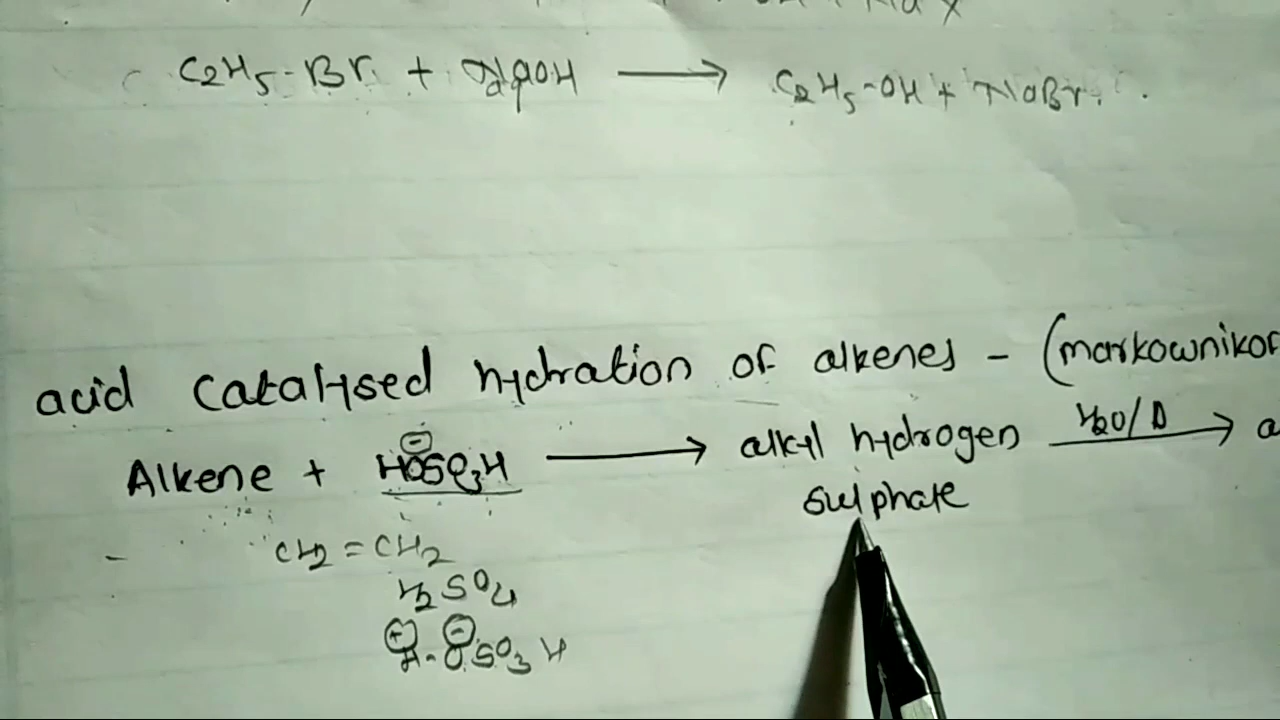 C2H5-Br + NaOH ⟶ C2H5-OH + NaBr.
acid catalysed hydration of alkenes - (markownikof
Alkene + HOSO3H ⟶ alkyl hydrogen sulphate H2O/Δ ⟶ a
⊖
CH2=CH2
H2SO4
⊕ ⊖
H-OSO3H